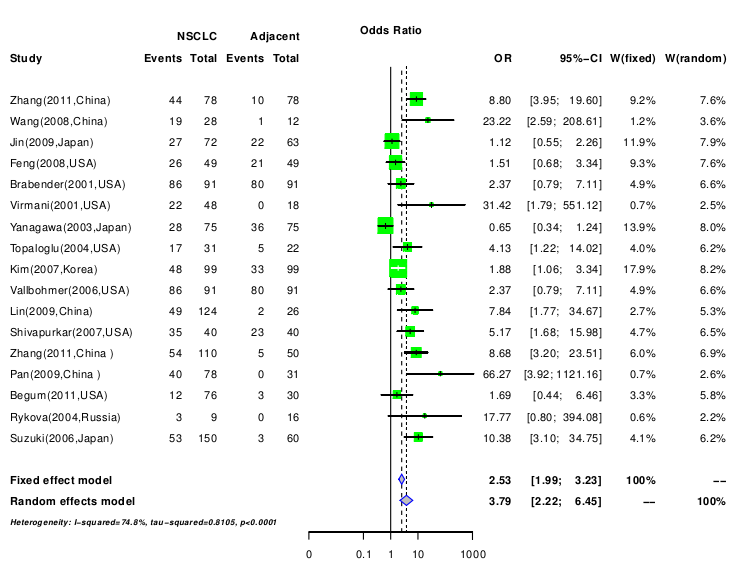 NSCLC Adjacent Odds Ratio
Study Events Total Events Total OR 95%−CI W(fixed) W(random)
Zhang(2011,China) 44 78 10 78 8.80 [3.95; 19.60] 9.2% 7.6%
Wang(2008,China) 19 28 1 12 23.22 [2.59; 208.61] 1.2% 3.6%
Jin(2009,Japan) 27 72 22 63 1.12 [0.55; 2.26] 11.9% 7.9%
Feng(2008,USA) 26 49 21 49 1.51 [0.68; 3.34] 9.3% 7.6%
Brabender(2001,USA) 86 91 80 91 2.37 [0.79; 7.11] 4.9% 6.6%
Virmani(2001,USA) 22 48 0 18 31.42 [1.79; 551.12] 0.7% 2.5%
Yanagawa(2003,Japan) 28 75 36 75 0.65 [0.34; 1.24] 13.9% 8.0%
Topaloglu(2004,USA) 17 31 5 22 4.13 [1.22; 14.02] 4.0% 6.2%
Kim(2007,Korea) 48 99 33 99 1.88 [1.06; 3.34] 17.9% 8.2%
Vallbohmer(2006,USA) 86 91 80 91 2.37 [0.79; 7.11] 4.9% 6.6%
Lin(2009,China) 49 124 2 26 7.84 [1.77; 34.67] 2.7% 5.3%
Shivapurkar(2007,USA) 35 40 23 40 5.17 [1.68; 15.98] 4.7% 6.5%
Zhang(2011,China ) 54 110 5 50 8.68 [3.20; 23.51] 6.0% 6.9%
Pan(2009,China ) 40 78 0 31 66.27 [3.92; 1121.16] 0.7% 2.6%
Begum(2011,USA) 12 76 3 30 1.69 [0.44; 6.46] 3.3% 5.8%
Rykova(2004,Russia) 3 9 0 16 17.77 [0.80; 394.08] 0.6% 2.2%
Suzuki(2006,Japan) 53 150 3 60 10.38 [3.10; 34.75] 4.1% 6.2%
Fixed effect model 2.53 [1.99; 3.23] 100% −−
Random effects model 3.79 [2.22; 6.45] −− 100%
Heterogeneity: I−squared=74.8%, tau−squared=0.8105, p<0.0001
0 0.1 1 10 1000